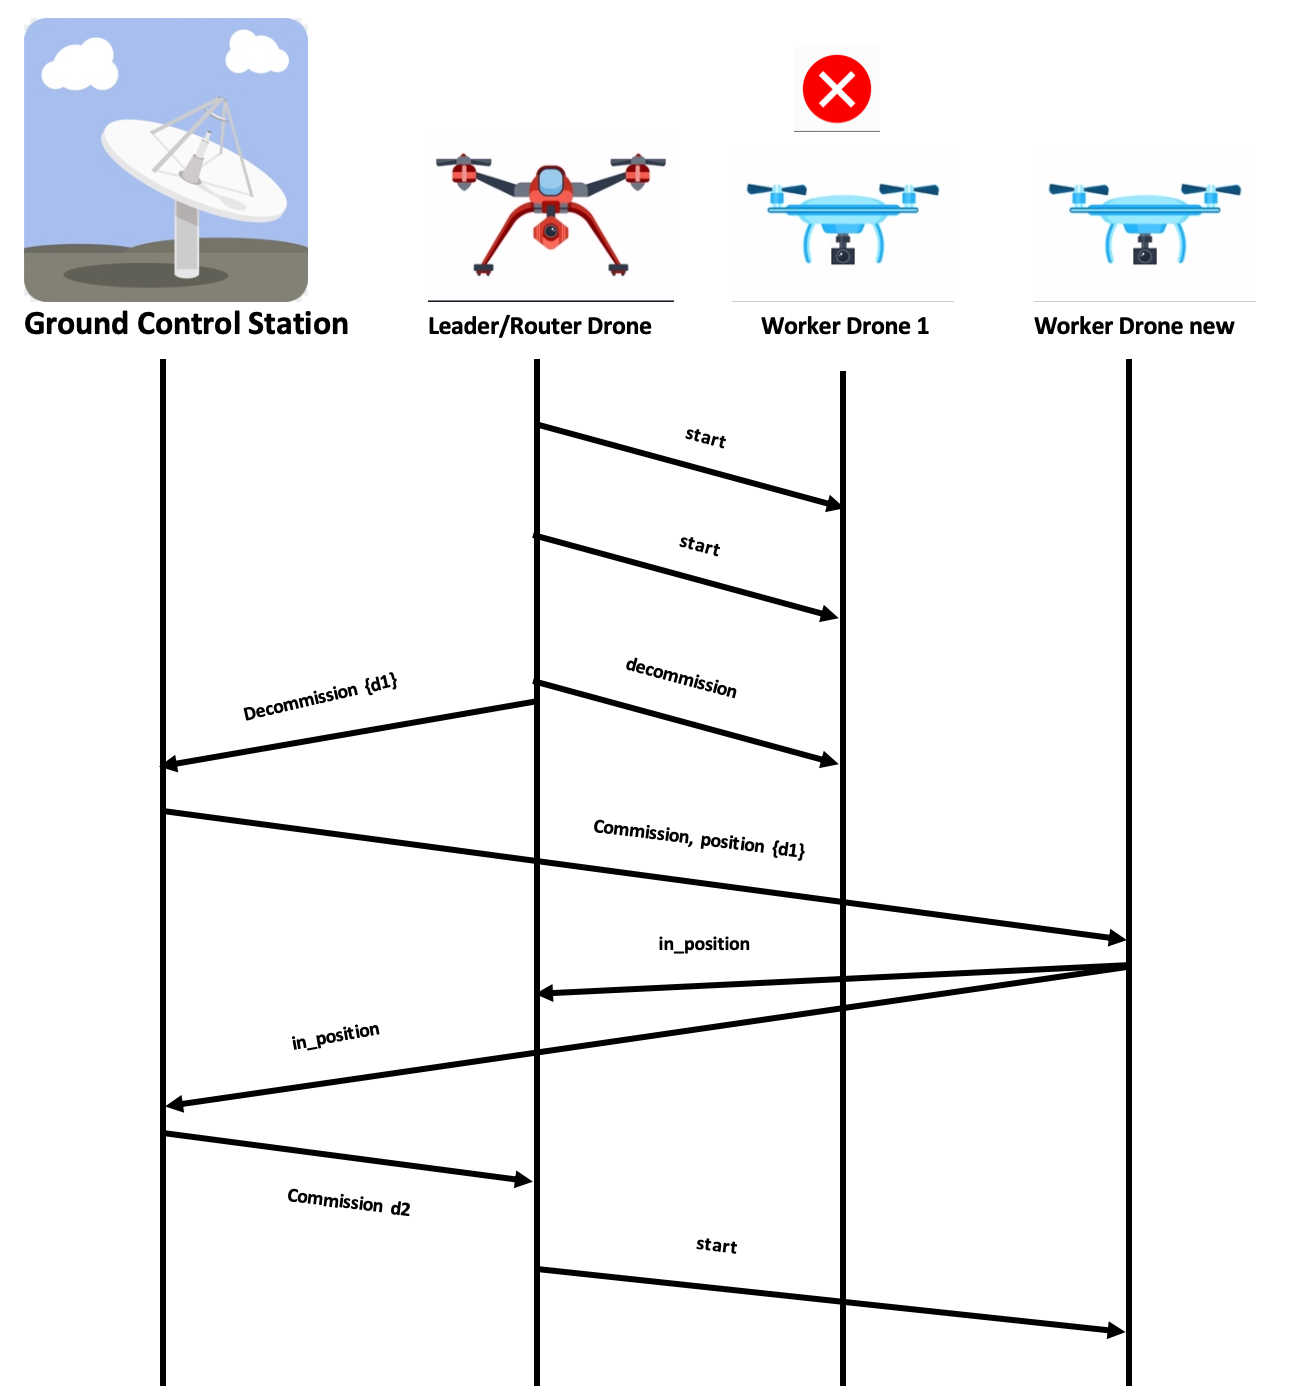 Ground Control Station
Leader/Router Drone
Worker Drone 1
Worker Drone new
start
start
decommission
Decommission {d1}
Commission, position {d1}
in_position
in_position
Commission d2
start